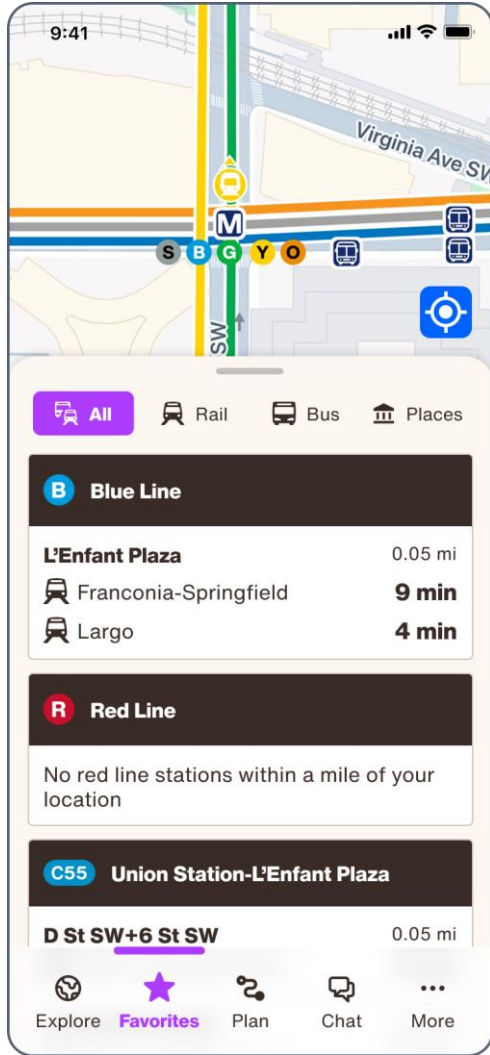 9:41
Virginia Ave SW
M
S B G Y O
SW
All Rail Bus Places
B Blue Line
L'Enfant Plaza 0.05 mi
Franconia-Springfield 9 min
Largo 4 min
R Red Line
No red line stations within a mile of your
location
C55 Union Station-L'Enfant Plaza
D St SW+6 St SW 0.05 mi
Explore Favorites Plan Chat More